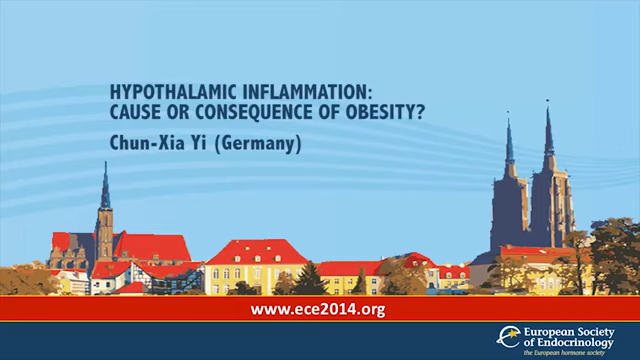 HYPOTHALAMIC INFLAMMATION:
CAUSE OR CONSEQUENCE OF OBESITY?
Chun-Xia Yi (Germany)
www.ece2014.org
European Society
of Endocrinology
the European hormone society